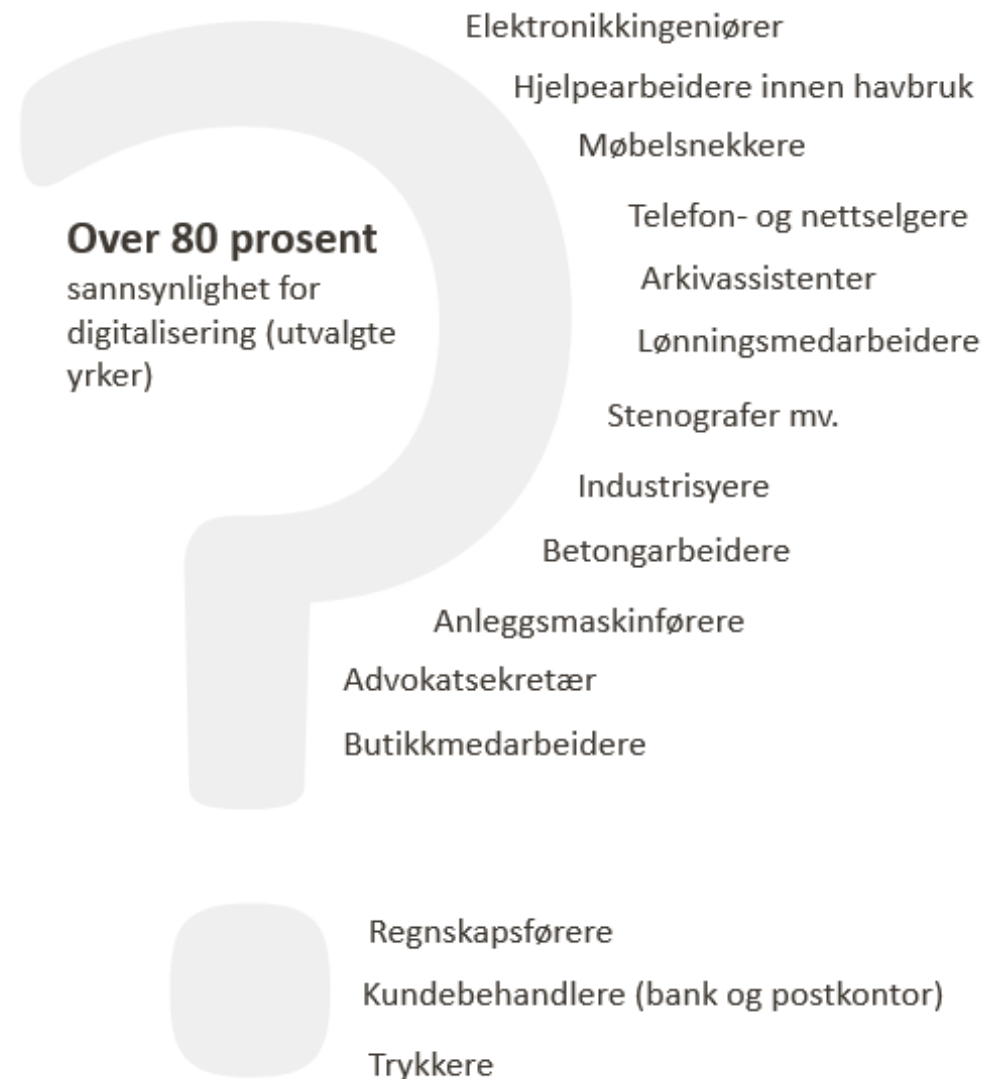 Elektronikkingeniører
Hjelpearbeidere innen havbruk
Møbelsnekkere
Over 80 prosent
sannsynlighet for
digitalisering (utvalgte
yrker)
Telefon- og nettselgere
Arkivassistenter
Lønningsmedarbeidere
Stenografer mv.
Industrisyere
Betongarbeidere
Anleggsmaskinførere
Advokatsekretær
Butikkmedarbeidere
Regnskapsførere
Kundebehandlere (bank og postkontor)
Trykkere